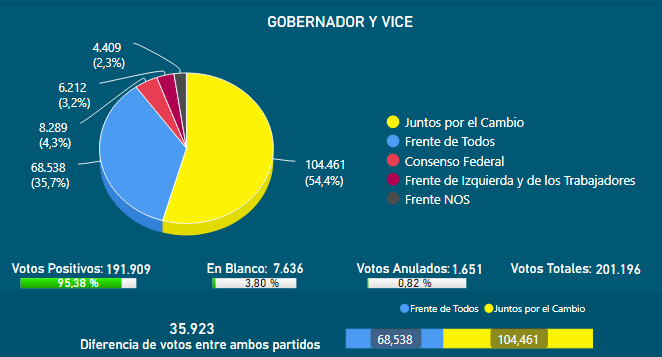 GOBERNADOR Y VICE
4.409
(2,3%)
6.212
(3,2%)
8.289
(4,3%)
68.538
(35,7%)
104.461
(54,4%)
Juntos por el Cambio
Frente de Todos
Consenso Federal
Frente de Izquierda y de los Trabajadores
Frente NOS
Votos Positivos: 191.909 En Blanco: 7.636 Votos Anulados: 1.651 Votos Totales: 201.196
95,38 % 3,80 % 0,82 %
Frente de Todos Juntos por el Cambio
35.923
Diferencia de votos entre ambos partidos
68,538 104,461